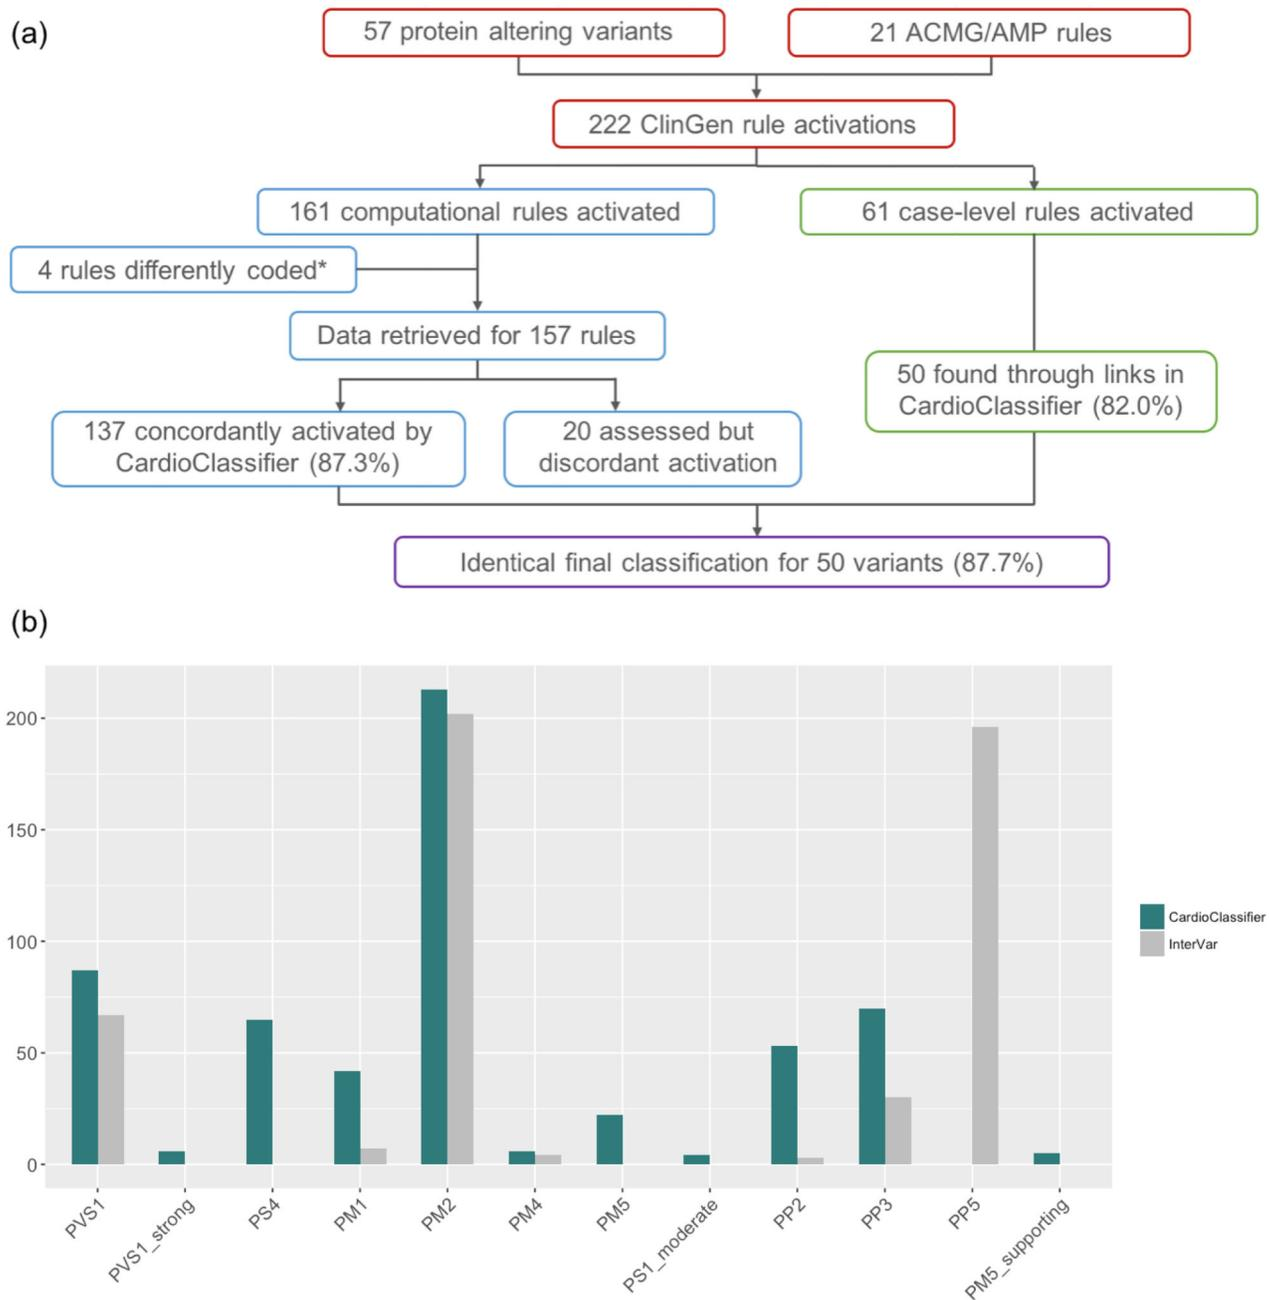 (a)
57 protein altering variants
21 ACMG/AMP rules
222 ClinGen rule activations
161 computational rules activated
61 case-level rules activated
4 rules differently coded*
Data retrieved for 157 rules
50 found through links in
CardioClassifier (82.0%)
137 concordantly activated by
CardioClassifier (87.3%)
20 assessed but
discordant activation
Identical final classification for 50 variants (87.7%)
(b)
200
150
100
50
0
CardioClassifier
InterVar
PVS1
PVS1_strong
PS4
PM1
PM2
PM4
PM5
PS1_moderate
PP2
PP3
PP5
PM5_supporting